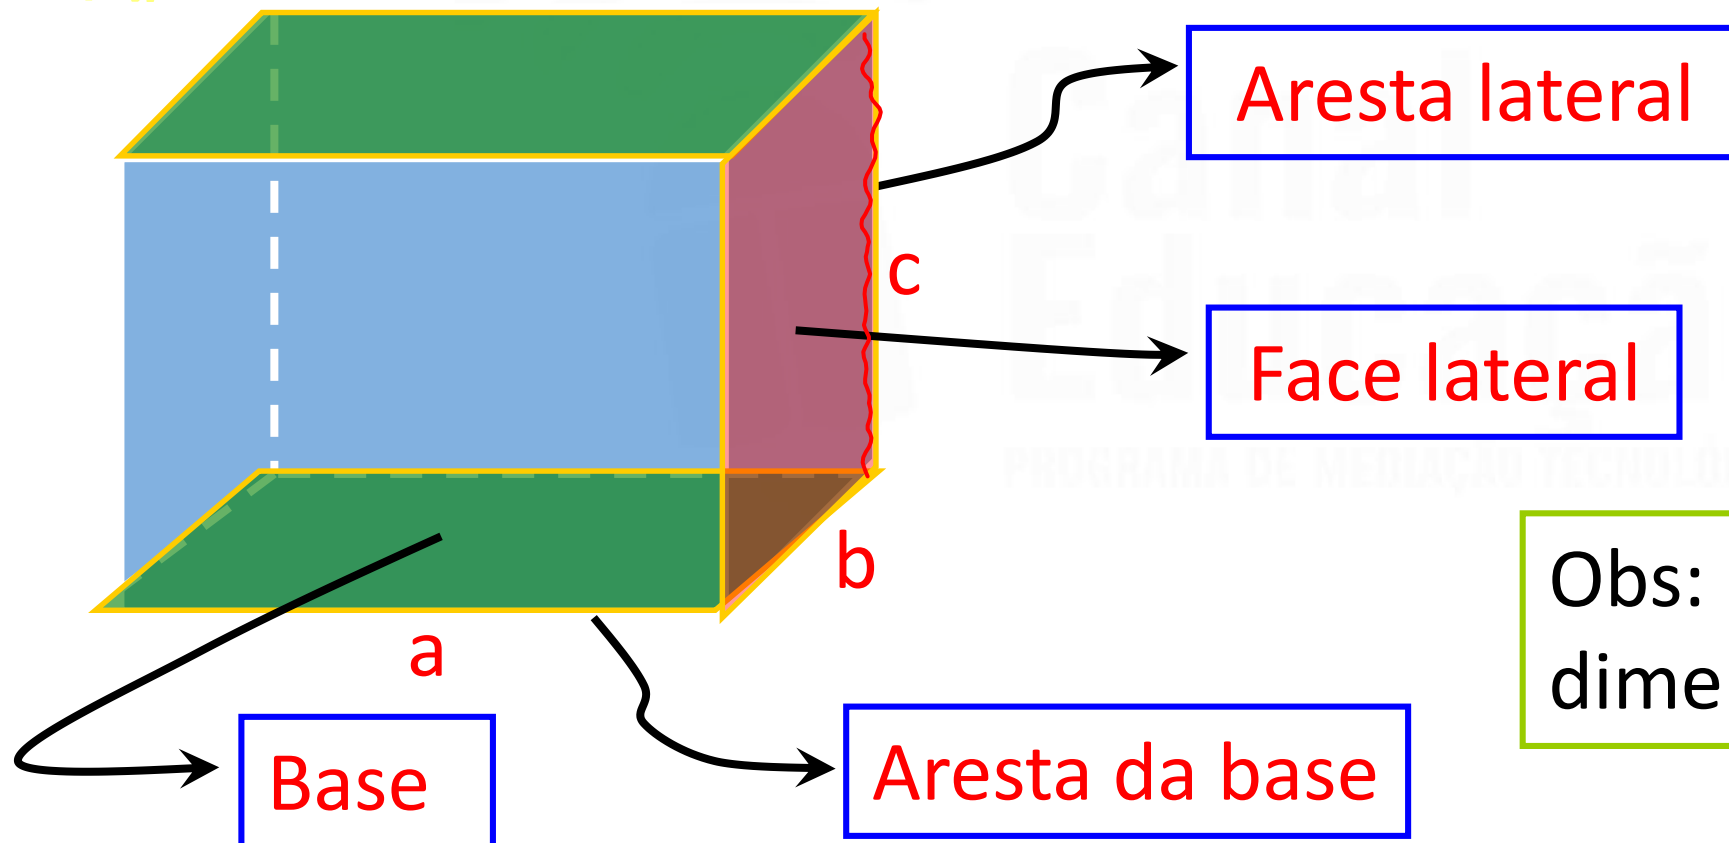 Aresta lateral
c
Face lateral
b
Obs:
dime
a
Base
Aresta da base